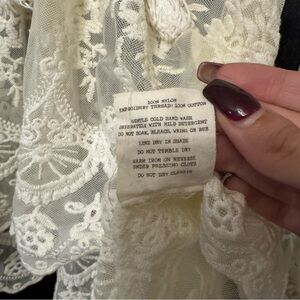 100% NYLON
EMBROIDERY THREAD: 100% COTTON
GENTLE COLD HAND WASH
SEPARATELY WITH MILD DETERGENT
DO NOT SOAK, BLEACH, WRING OR RUB
LINE DRY IN SHADE
DO NOT TUMBLE DRY
WARM IRON ON REVERSE
UNDER PRESSING CLOTH
DO NOT DRY CLEAN